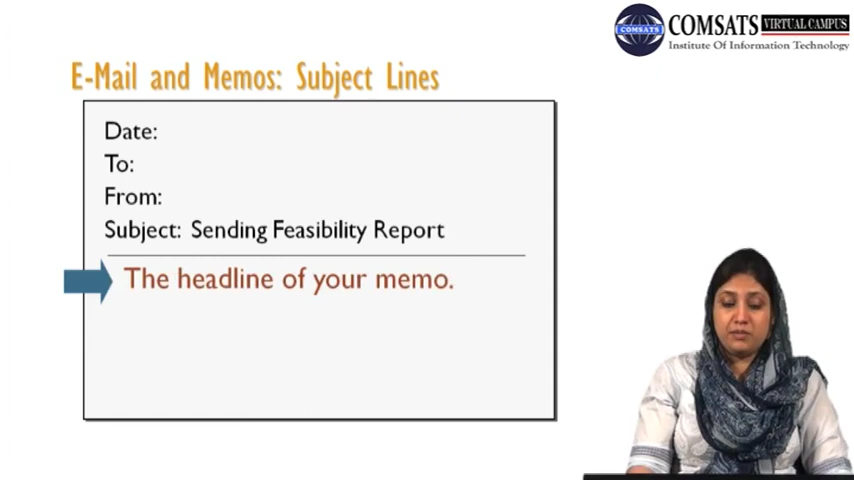 COMSATS VIRTUAL CAMPUS
COMSATS
Institute Of Information Technology
E-Mail and Memos: Subject Lines
Date:
To:
From:
Subject: Sending Feasibility Report
The headline of your memo.